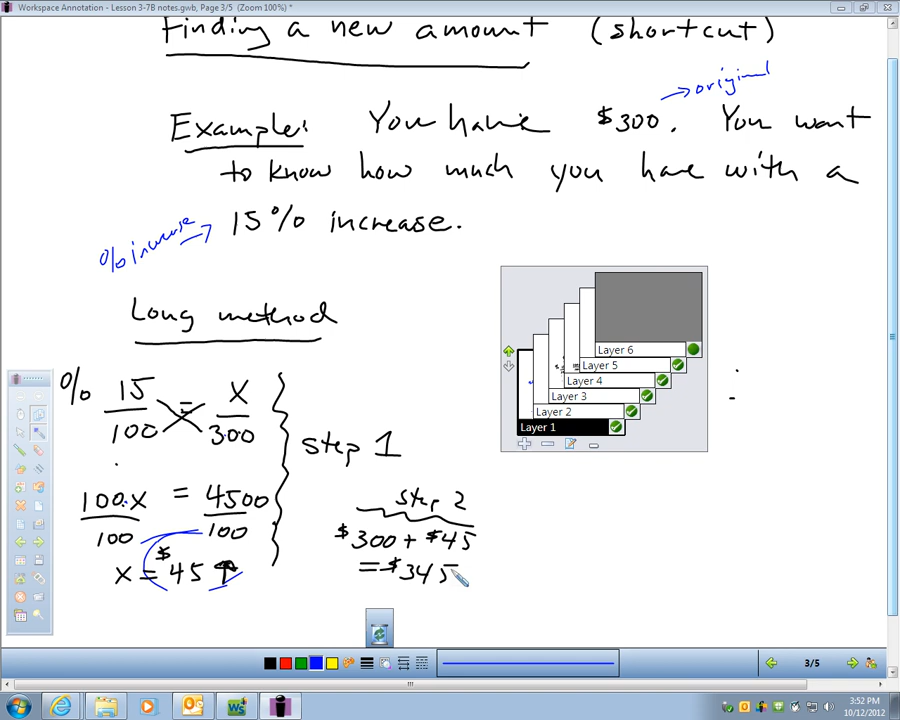 Workspace Annotation - Lesson 3-7B notes.gwb, Page 3/5 (Zoom 100%) *
Finding a new amount (shortcut)
→ original
Example: You have $300. You want
to know how much you have with a
% increase → 15% increase.
Long method
% 15/100 = x/300
step 1
100·x/100 = 4500/100
x = $45 ↑
step 2
$300 + $45
= $345
Layer 6
Layer 5
Layer 4
Layer 3
Layer 2
Layer 1
3/5
3:52 PM
10/12/2012